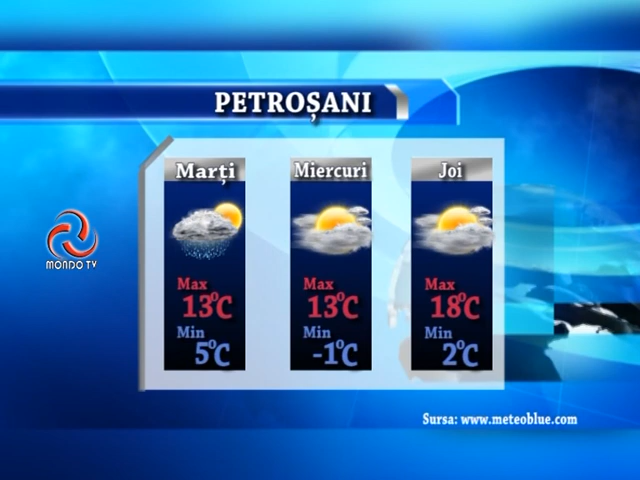 PETROȘANI
Marți
Max
13°C
Min
5°C
Miercuri
Max
13°C
Min
-1°C
Joi
Max
18°C
Min
2°C
MONDO TV
Sursa: www.meteoblue.com